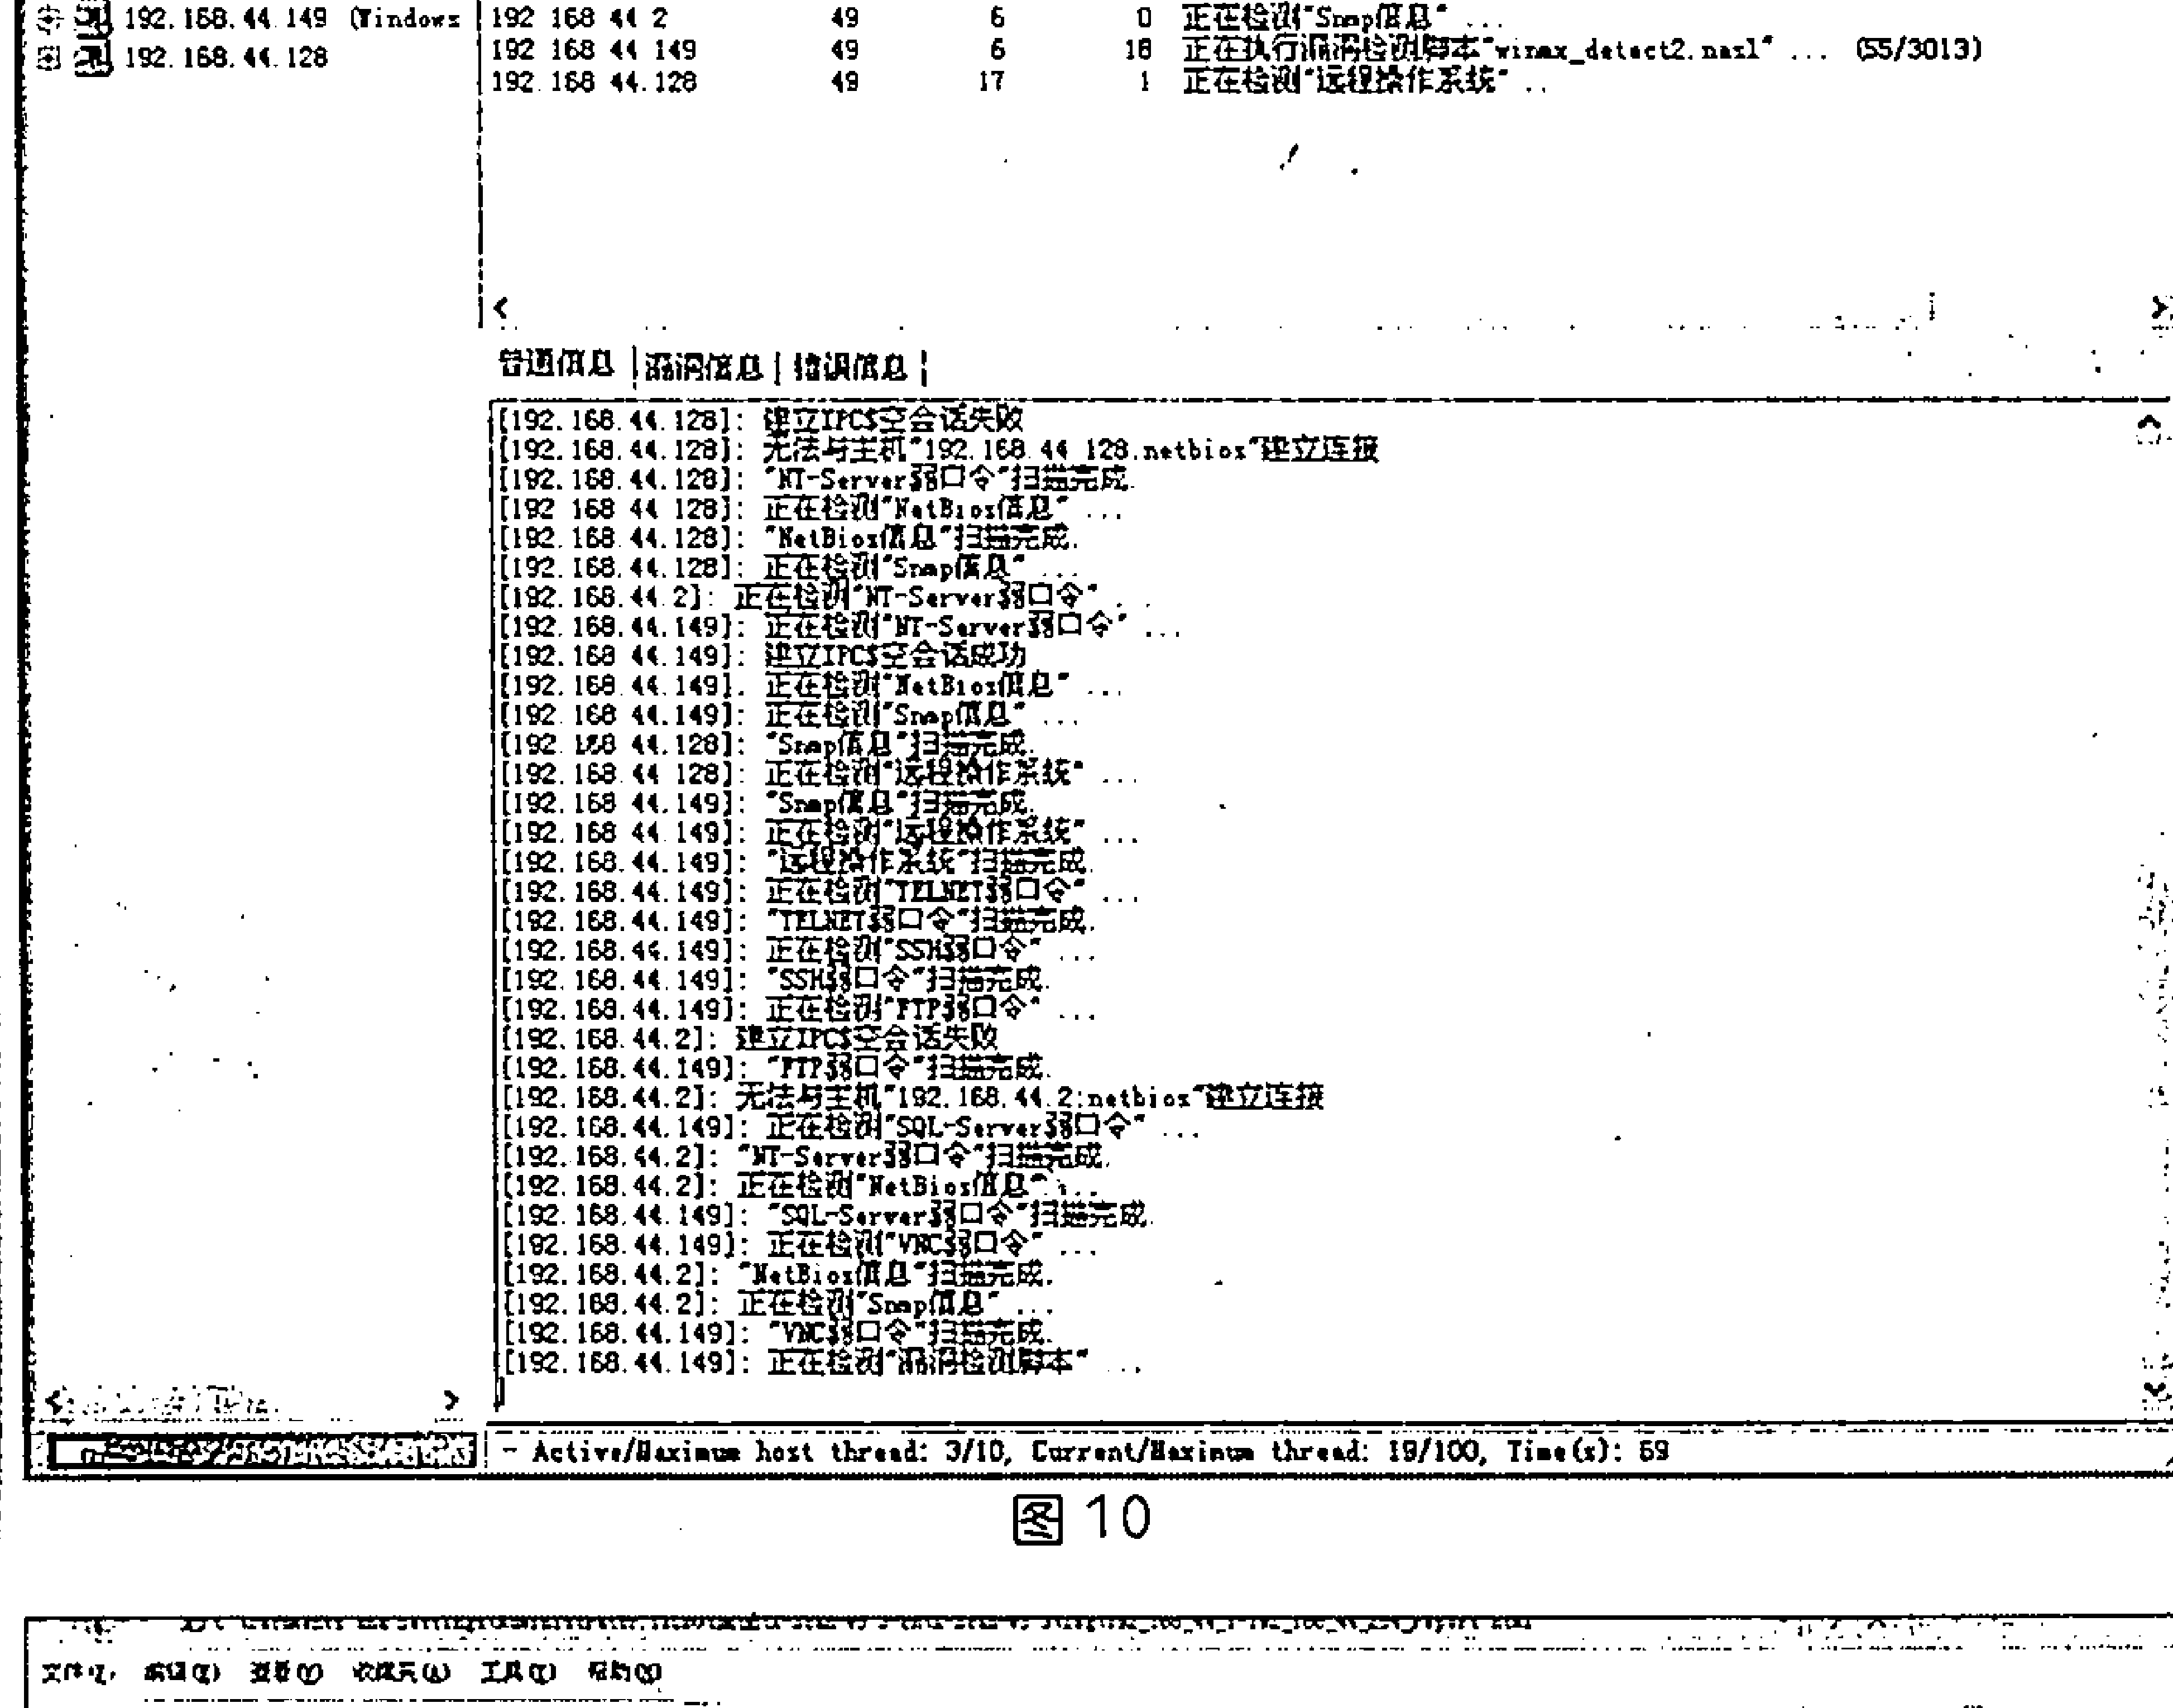 192.168.44.149 (Windows
192.168.44.128
192 168 44 2 49 6 0 正在检测"Snmp信息" ...
192 168 44 149 49 6 18 正在执行漏洞检测脚本"winmx_detect2.nasl" ... (55/3013)
192.168 44.128 49 17 1 正在检测"远程操作系统" ..
普通信息 | 漏洞信息 | 错误信息 |
[192.168.44.128]: 建立IPC$空会话失败
[192.168.44.128]: 无法与主机"192.168.44 128:netbios"建立连接
[192.168.44.128]: "NT-Server弱口令"扫描完成.
[192 168 44 128]: 正在检测"NetBios信息" ...
[192.168.44.128]: "NetBios信息"扫描完成.
[192.168.44.128]: 正在检测"Snmp信息" ...
[192.168.44.2]: 正在检测"NT-Server弱口令" ...
[192.168.44.149]: 正在检测"NT-Server弱口令" ...
[192.168 44.149]: 建立IPC$空会话成功
[192.168.44.149]: 正在检测"NetBios信息" ...
[192.168 44.149]: 正在检测"Snmp信息" ...
[192.168 44.128]: "Snmp信息"扫描完成.
[192.168.44 128]: 正在检测"远程操作系统" ...
[192.168 44.149]: "Snmp信息"扫描完成.
[192.168 44.149]: 正在检测"远程操作系统" ...
[192.168.44.149]: "远程操作系统"扫描完成.
[192.168.44.149]: 正在检测"TELNET弱口令" ...
[192.168.44.149]: "TELNET弱口令"扫描完成.
[192.168.44.149]: 正在检测"SSH弱口令" ...
[192.168.44.149]: "SSH弱口令"扫描完成.
[192.168.44.149]: 正在检测"FTP弱口令" ...
[192.168.44.2]: 建立IPC$空会话失败
[192.168.44.149]: "FTP弱口令"扫描完成.
[192.168.44.2]: 无法与主机"192.168.44.2:netbios"建立连接
[192.168.44.149]: 正在检测"SQL-Server弱口令" ...
[192.168.44.2]: "NT-Server弱口令"扫描完成.
[192.168.44.2]: 正在检测"NetBios信息" ...
[192.168.44.149]: "SQL-Server弱口令"扫描完成.
[192.168.44.149]: 正在检测"VNC弱口令" ...
[192.168.44.2]: "NetBios信息"扫描完成.
[192.168.44.2]: 正在检测"Snmp信息" ...
[192.168.44.149]: "VNC弱口令"扫描完成.
[192.168.44.149]: 正在检测"漏洞检测脚本" ...
- Active/Maximum host thread: 3/10, Current/Maximum thread: 19/100, Time(s): 69
图 10
文件 编辑(E) 查看(V) 收藏夹(A) 工具(T) 帮助(H)